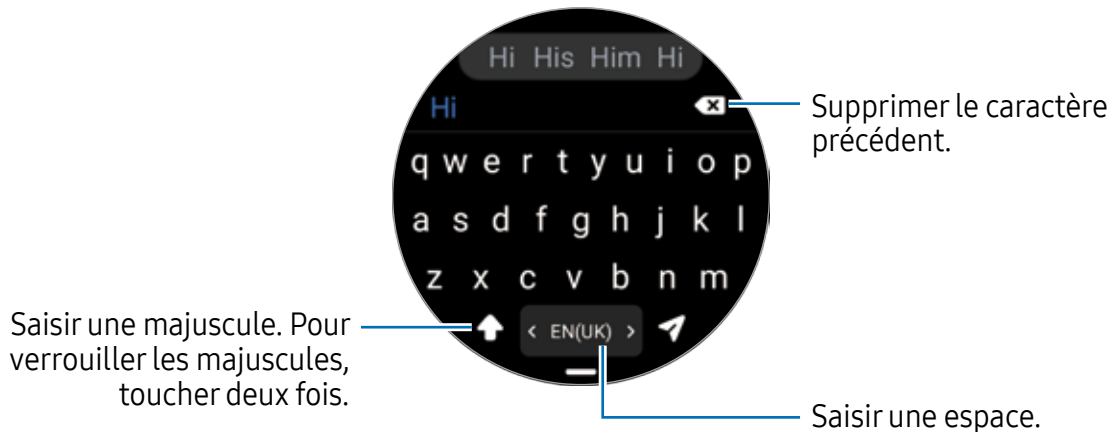 Hi His Him Hi
Hi
Supprimer le caractère
précédent.
q w e r t y u i o p
a s d f g h j k l
z x c v b n m
Saisir une majuscule. Pour
verrouiller les majuscules,
toucher deux fois.
< EN(UK) >
Saisir une espace.